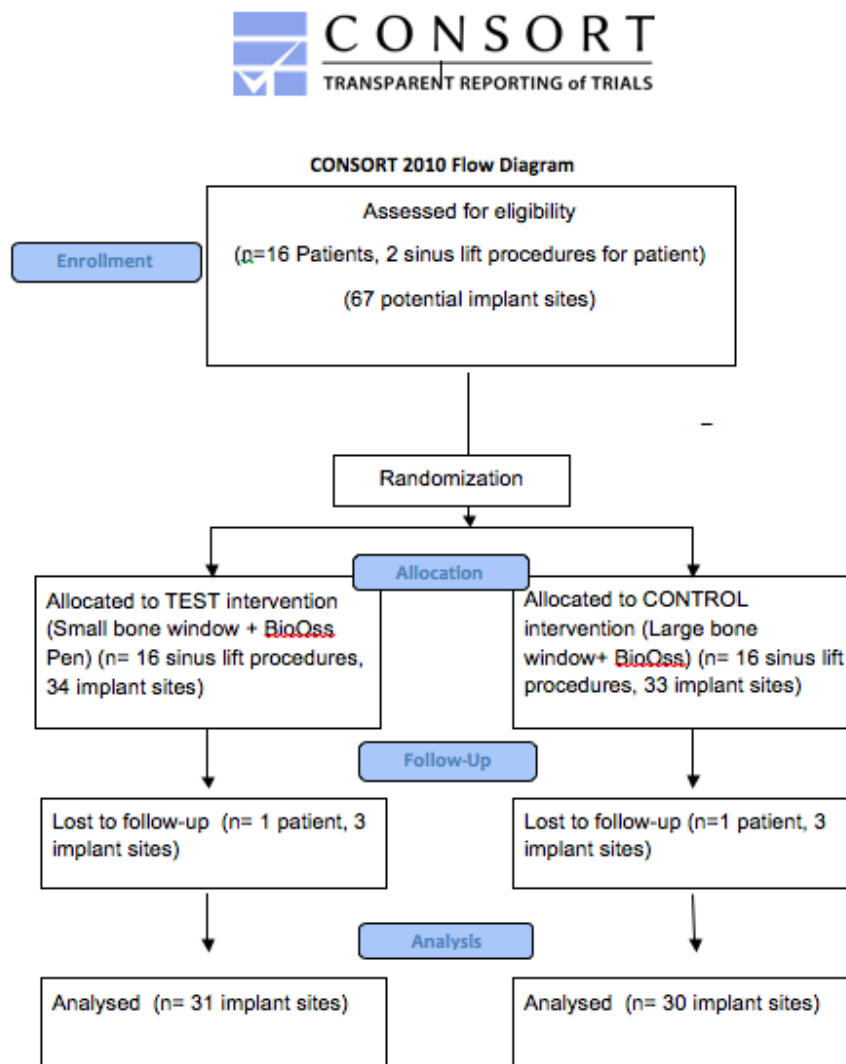 CONSORT
TRANSPARENT REPORTING of TRIALS
CONSORT 2010 Flow Diagram
Assessed for eligibility
(n=16 Patients, 2 sinus lift procedures for patient)
(67 potential implant sites)
Enrollment
Randomization
Allocation
Allocated to TEST intervention
(Small bone window + BioOss
Pen) (n= 16 sinus lift procedures,
34 implant sites)
Allocated to CONTROL
intervention (Large bone
window+ BioOss) (n= 16 sinus lift
procedures, 33 implant sites)
Follow-Up
Lost to follow-up (n= 1 patient, 3
implant sites)
Lost to follow-up (n=1 patient, 3
implant sites)
Analysis
Analysed (n= 31 implant sites)
Analysed (n= 30 implant sites)